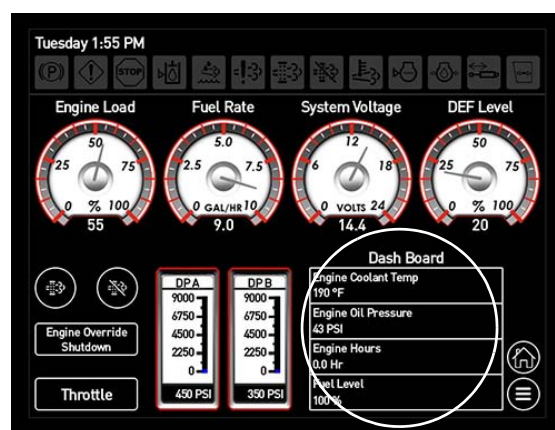 Tuesday 1:55 PM
(P) STOP
Engine Load Fuel Rate System Voltage DEF Level
50 5.0 12 50
25 75 2.5 7.5 6 18 25 75
0 % 100 0 GAL/HR 10 0 VOLTS 24 0 % 100
55 9.0 14.4 20
Dash Board
DPA DPB
9000 9000
6750 6750
4500 4500
2250 2250
0 0
450 PSI 350 PSI
Engine Override
Shutdown
Throttle
Engine Coolant Temp
190 °F
Engine Oil Pressure
43 PSI
Engine Hours
0.0 Hr
Fuel Level
100 %